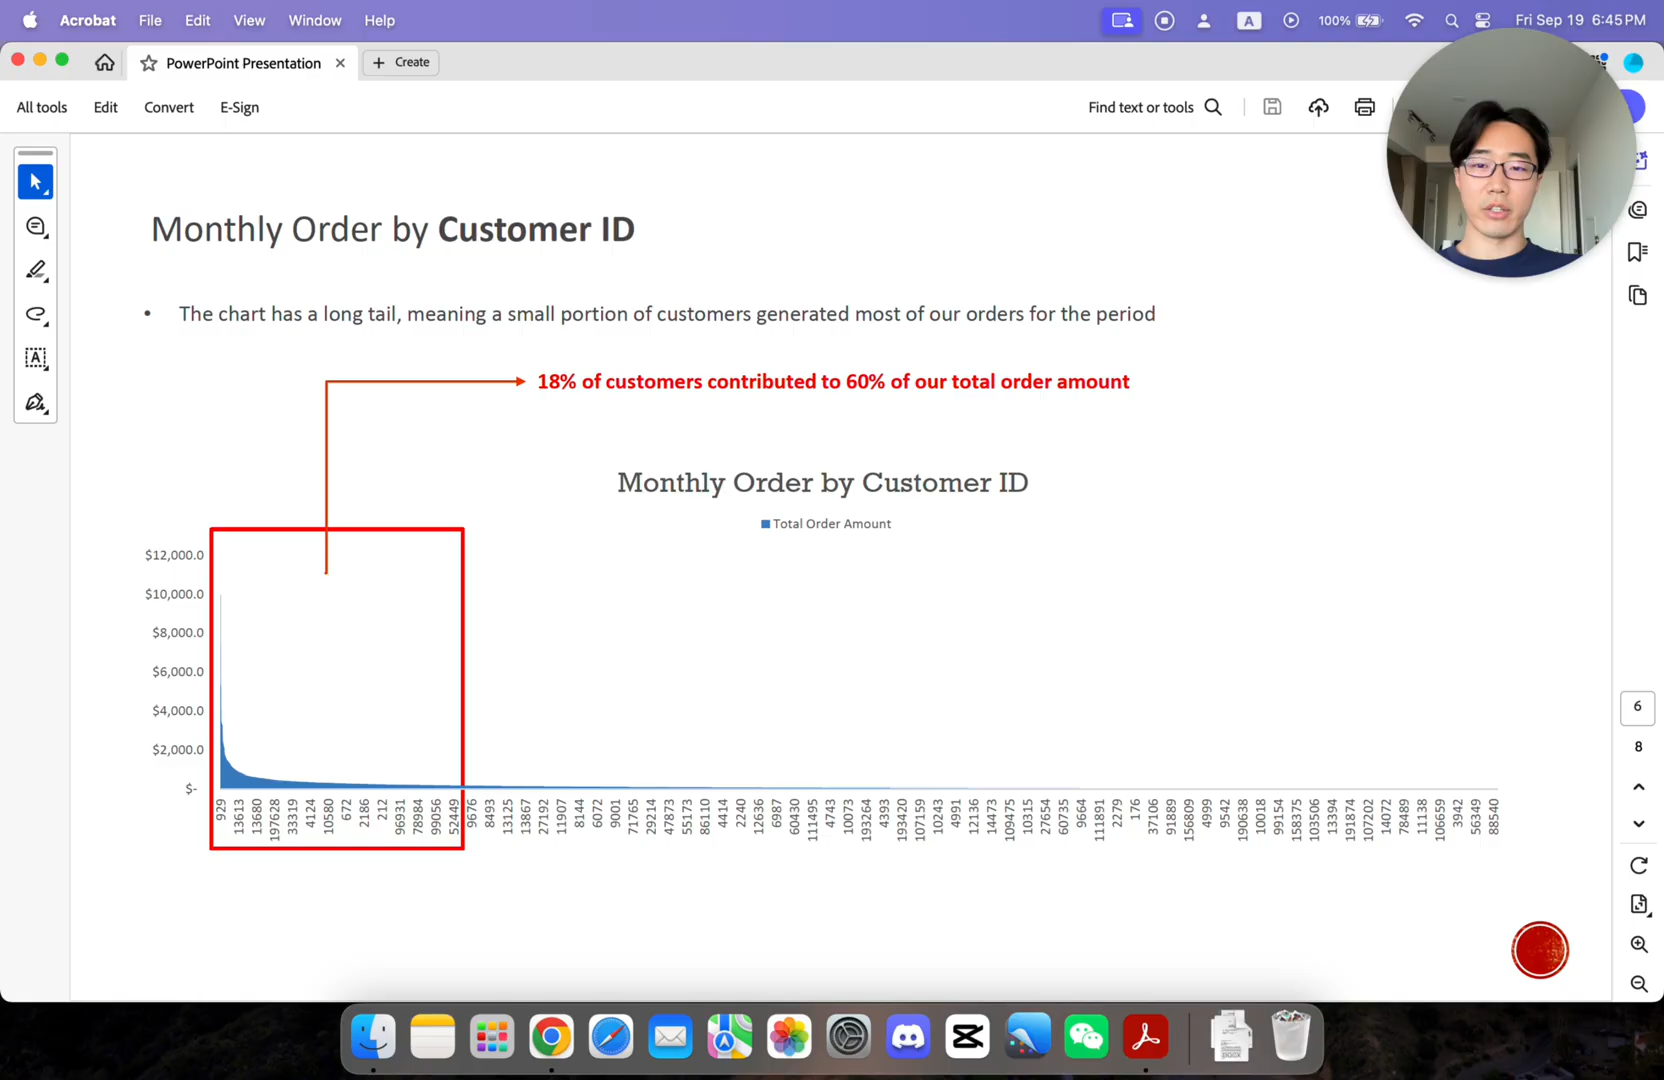 Acrobat File Edit View Window Help
A 100% Fri Sep 19 6:45 PM
PowerPoint Presentation Create
All tools Edit Convert E-Sign
Find text or tools
Monthly Order by Customer ID
• The chart has a long tail, meaning a small portion of customers generated most of our orders for the period
18% of customers contributed to 60% of our total order amount
Monthly Order by Customer ID
Total Order Amount
$12,000.0
$10,000.0
$8,000.0
$6,000.0
$4,000.0
$2,000.0
$-
929 13613 13680 197628 33319 4124 10580 672 2186 212 96931 78984 99056 52449 9676 8493 13125 13867 27192 11907 8144 6072 9001 71765 29214 47873 55173 86110 4414 2240 12636 6987 60430 111495 4743 10073 193264 4393 193420 107159 10243 4991 12136 14473 109475 10315 27654 60735 9664 111891 2279 176 37106 91889 156809 4999 9542 190638 10018 99154 158375 103506 13394 191874 107202 14072 78489 11138 106659 3942 56349 88540
6
8